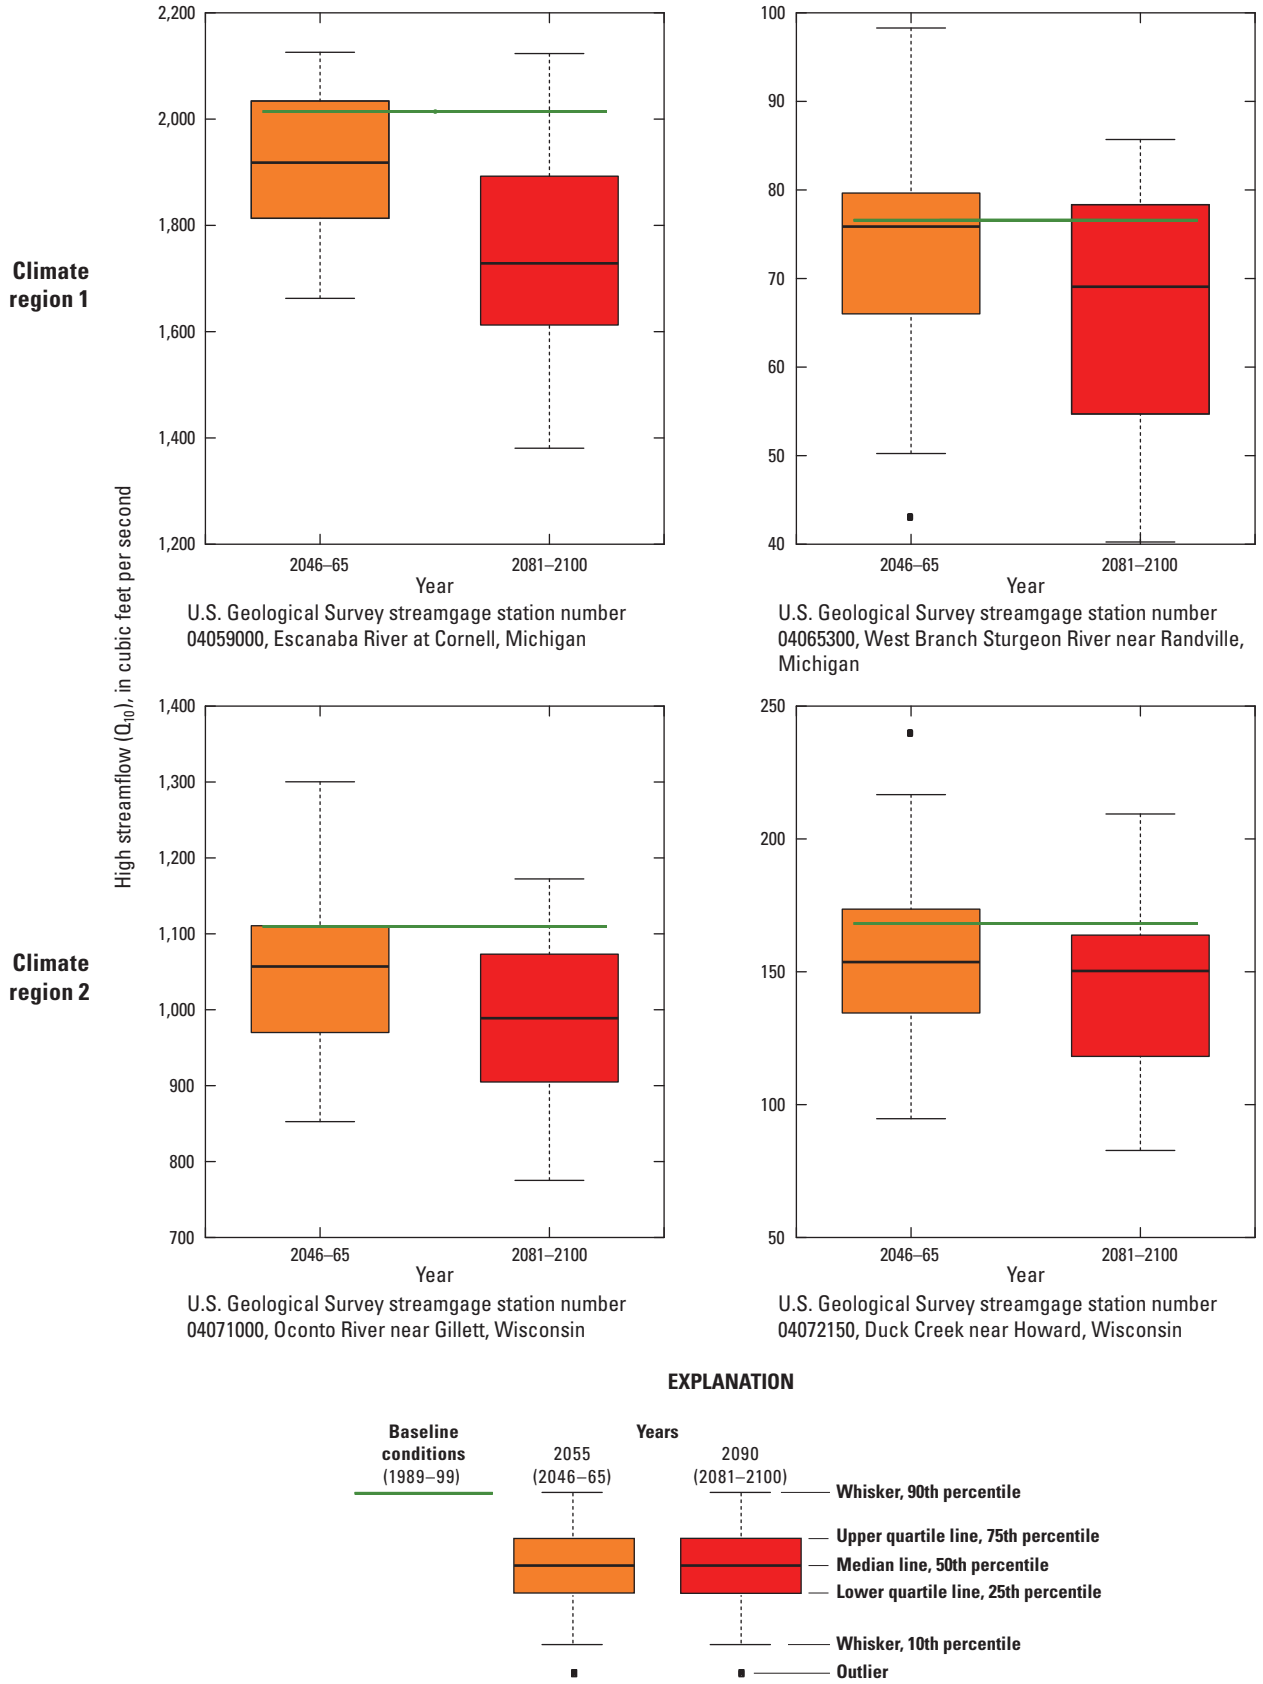 Climate
region 1
High streamflow (Q10), in cubic feet per second
2,200
2,000
1,800
1,600
1,400
1,200
2046–65
2081–2100
Year
U.S. Geological Survey streamgage station number
04059000, Escanaba River at Cornell, Michigan
100
90
80
70
60
50
40
2046–65
2081–2100
Year
U.S. Geological Survey streamgage station number
04065300, West Branch Sturgeon River near Randville,
Michigan
Climate
region 2
1,400
1,300
1,200
1,100
1,000
900
800
700
2046–65
2081–2100
Year
U.S. Geological Survey streamgage station number
04071000, Oconto River near Gillett, Wisconsin
250
200
150
100
50
2046–65
2081–2100
Year
U.S. Geological Survey streamgage station number
04072150, Duck Creek near Howard, Wisconsin
EXPLANATION
Baseline
conditions
(1989–99)
Years
2055
(2046–65)
2090
(2081–2100)
Whisker, 90th percentile
Upper quartile line, 75th percentile
Median line, 50th percentile
Lower quartile line, 25th percentile
Whisker, 10th percentile
Outlier